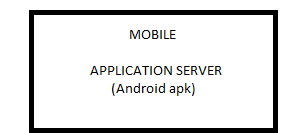 MOBILE
APPLICATION SERVER
(Android apk)